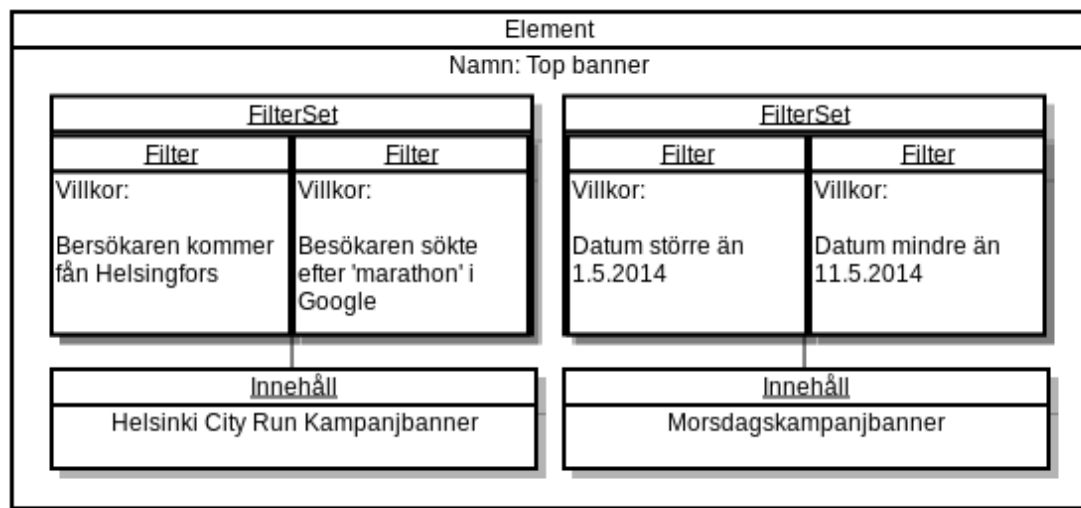 Element
Namn: Top banner
FilterSet
Filter
Villkor:
Bersökaren kommer
fån Helsingfors
Filter
Villkor:
Besökaren sökte
efter 'marathon' i
Google
Innehåll
Helsinki City Run Kampanjbanner
FilterSet
Filter
Villkor:
Datum större än
1.5.2014
Filter
Villkor:
Datum mindre än
11.5.2014
Innehåll
Morsdagskampanjbanner